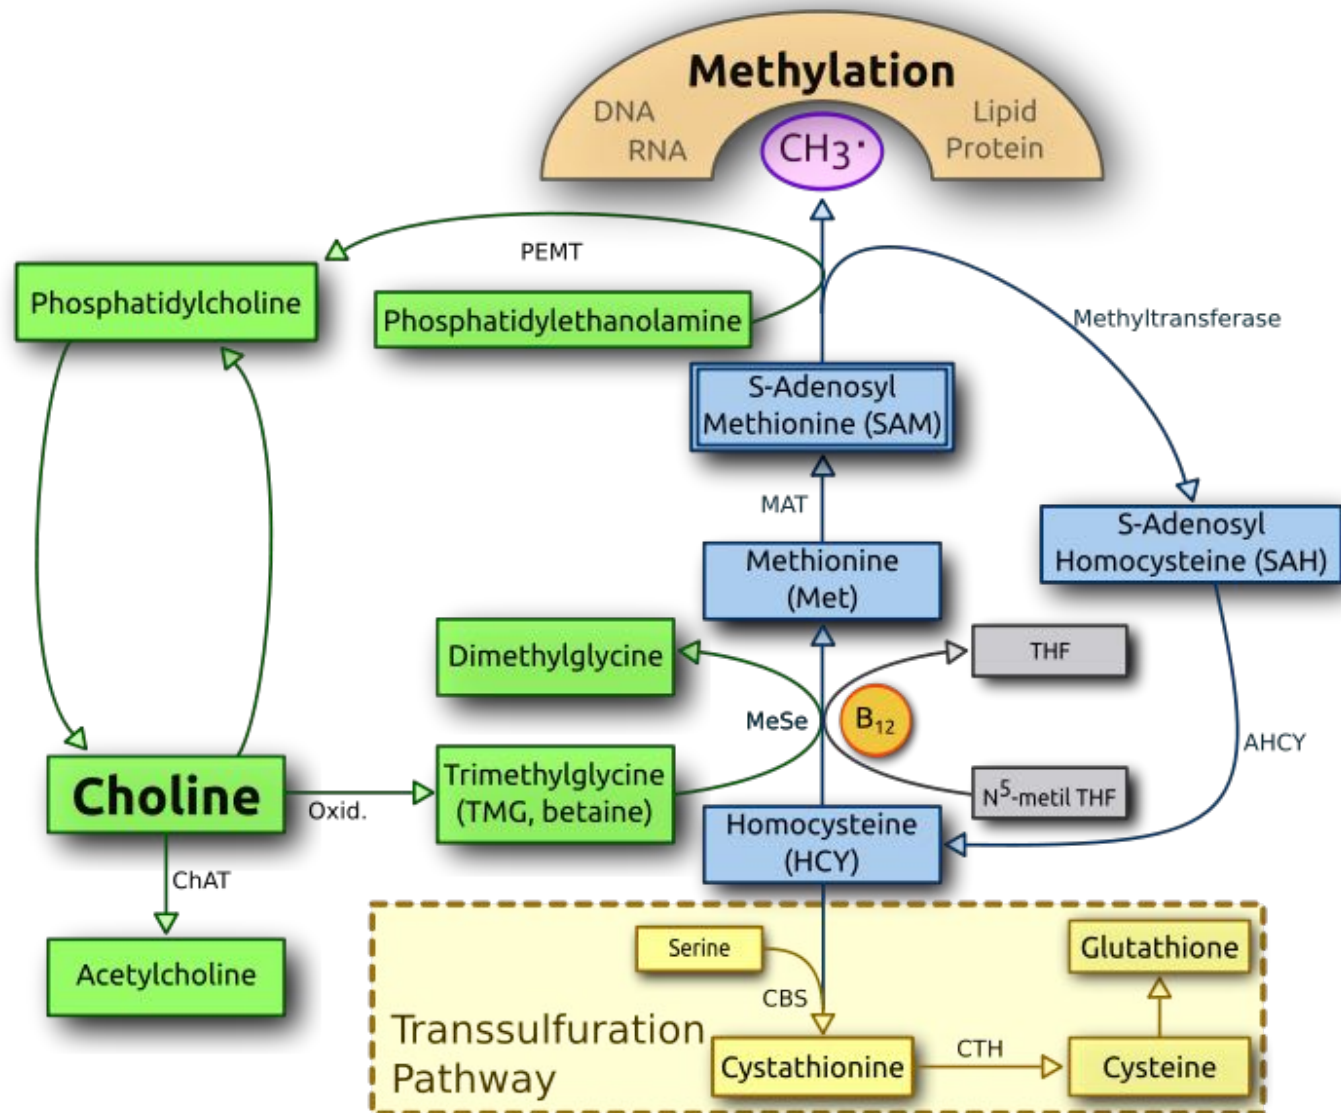 Methylation
DNA
RNA
Lipid
Protein
CH3·
PEMT
Phosphatidylcholine
Phosphatidylethanolamine
Methyltransferase
S-Adenosyl
Methionine (SAM)
MAT
S-Adenosyl
Homocysteine (SAH)
Methionine
(Met)
Dimethylglycine
THF
MeSe
B12
AHCY
Choline
Oxid.
Trimethylglycine
(TMG, betaine)
N5-metil THF
Homocysteine
(HCY)
ChAT
Acetylcholine
Serine
Glutathione
CBS
Transsulfuration
Pathway
Cystathionine
CTH
Cysteine